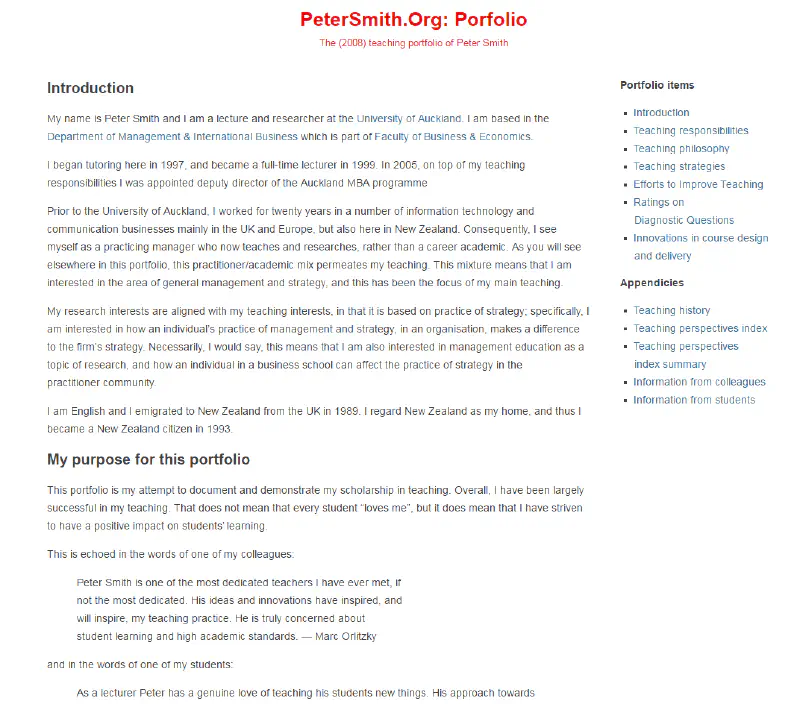 PeterSmith.Org: Porfolio
The (2008) teaching portfolio of Peter Smith
Introduction
My name is Peter Smith and I am a lecture and researcher at the University of Auckland. I am based in the
Department of Management & International Business which is part of Faculty of Business & Economics.
I began tutoring here in 1997, and became a full-time lecturer in 1999. In 2005, on top of my teaching
responsibilities I was appointed deputy director of the Auckland MBA programme
Prior to the University of Auckland, I worked for twenty years in a number of information technology and
communication businesses mainly in the UK and Europe, but also here in New Zealand. Consequently, I see
myself as a practicing manager who now teaches and researches, rather than a career academic. As you will see
elsewhere in this portfolio, this practitioner/academic mix permeates my teaching. This mixture means that I am
interested in the area of general management and strategy, and this has been the focus of my main teaching.
My research interests are aligned with my teaching interests, in that it is based on practice of strategy; specifically, I
am interested in how an individual's practice of management and strategy, in an organisation, makes a difference
to the firm's strategy. Necessarily, I would say, this means that I am also interested in management education as a
topic of research, and how an individual in a business school can affect the practice of strategy in the
practitioner community.
I am English and I emigrated to New Zealand from the UK in 1989. I regard New Zealand as my home, and thus I
became a New Zealand citizen in 1993.
My purpose for this portfolio
This portfolio is my attempt to document and demonstrate my scholarship in teaching. Overall, I have been largely
successful in my teaching. That does not mean that every student “loves me”, but it does mean that I have striven
to have a positive impact on students' learning.
This is echoed in the words of one of my colleagues:
Peter Smith is one of the most dedicated teachers I have ever met, if
not the most dedicated. His ideas and innovations have inspired, and
will inspire, my teaching practice. He is truly concerned about
student learning and high academic standards. — Marc Orlitzky
and in the words of one of my students:
As a lecturer Peter has a genuine love of teaching his students new things. His approach towards
Portfolio items
Introduction
Teaching responsibilities
Teaching philosophy
Teaching strategies
Efforts to Improve Teaching
Ratings on
Diagnostic Questions
Innovations in course design
and delivery
Appendicies
Teaching history
Teaching perspectives index
Teaching perspectives
index summary
Information from colleagues
Information from students